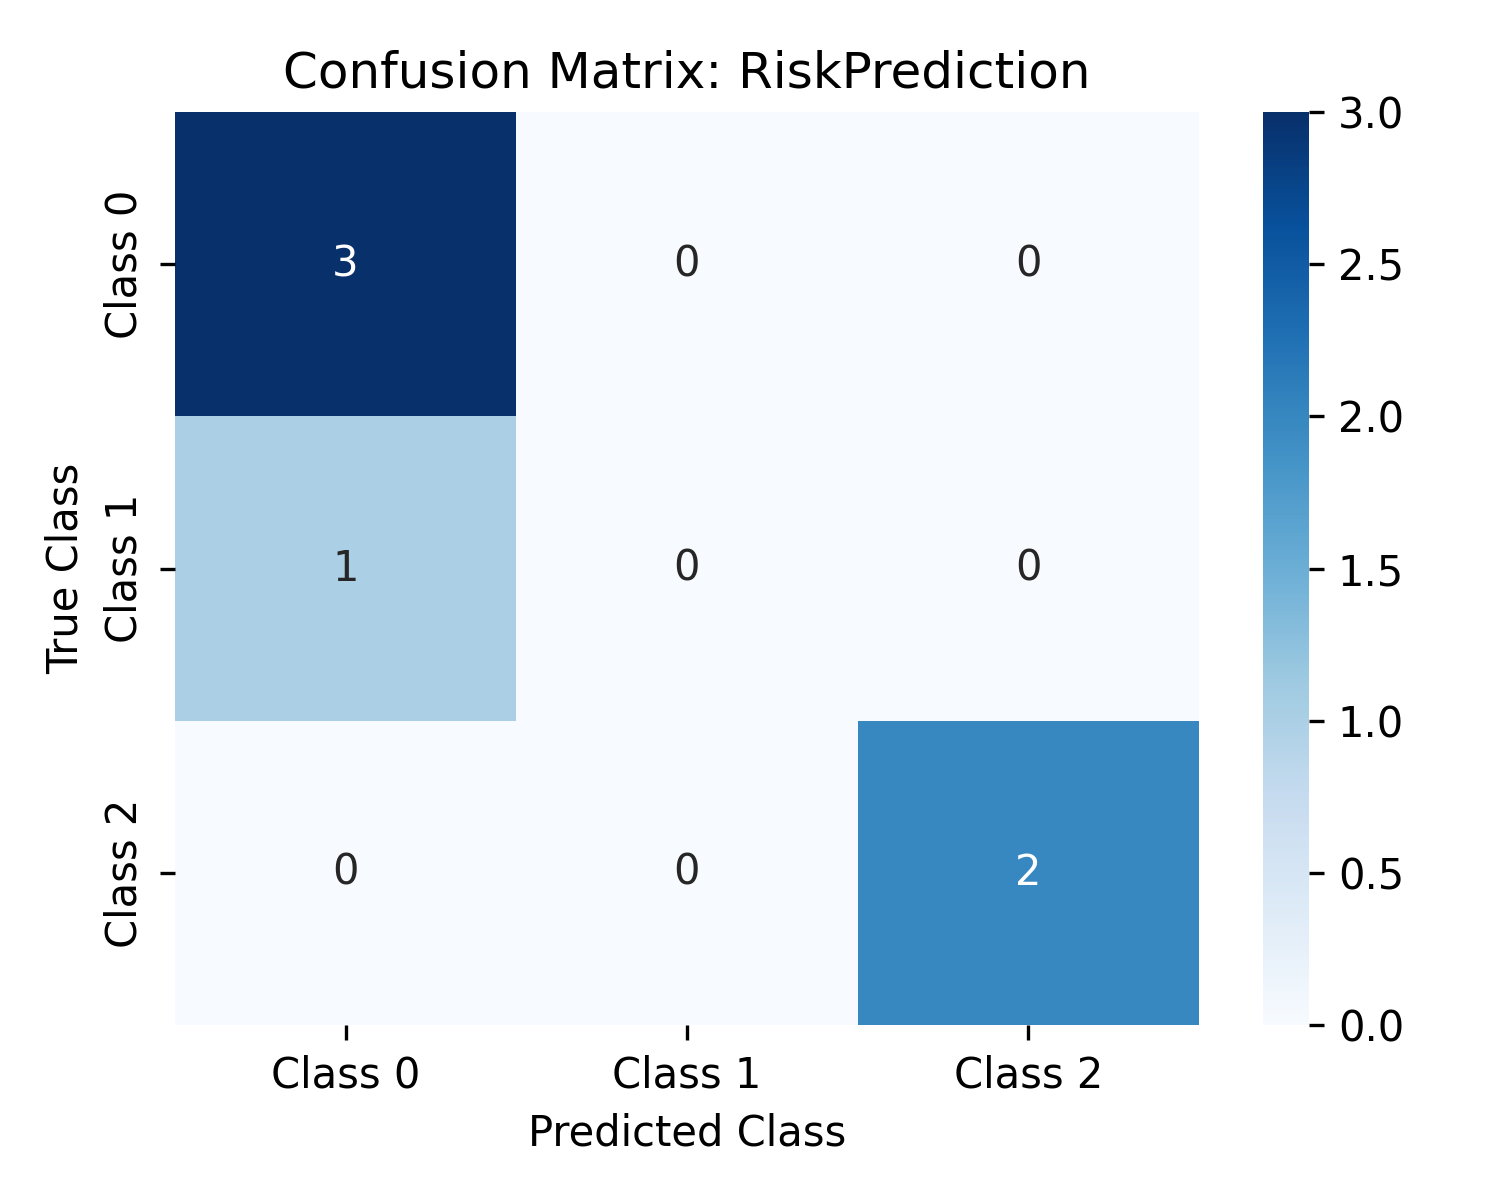 Confusion Matrix: RiskPrediction
True Class
Class 0
3 0 0
Class 1
1 0 0
Class 2
0 0 2
Class 0 Class 1 Class 2
Predicted Class
3.0
2.5
2.0
1.5
1.0
0.5
0.0